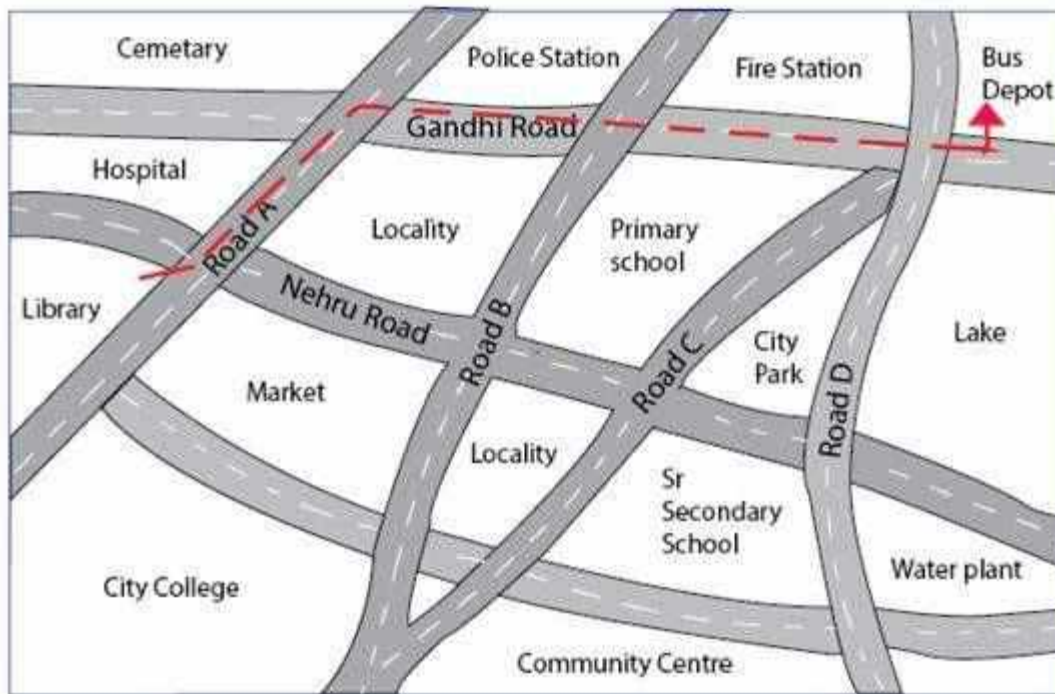 Cemetary
Police Station
Fire Station
Bus
Depot
Gandhi Road
Hospital
Road A
Locality
Primary
school
Library
Nehru Road
Road B
Road C
City
Park
Road D
Lake
Market
Locality
Sr
Secondary
School
City College
Water plant
Community Centre